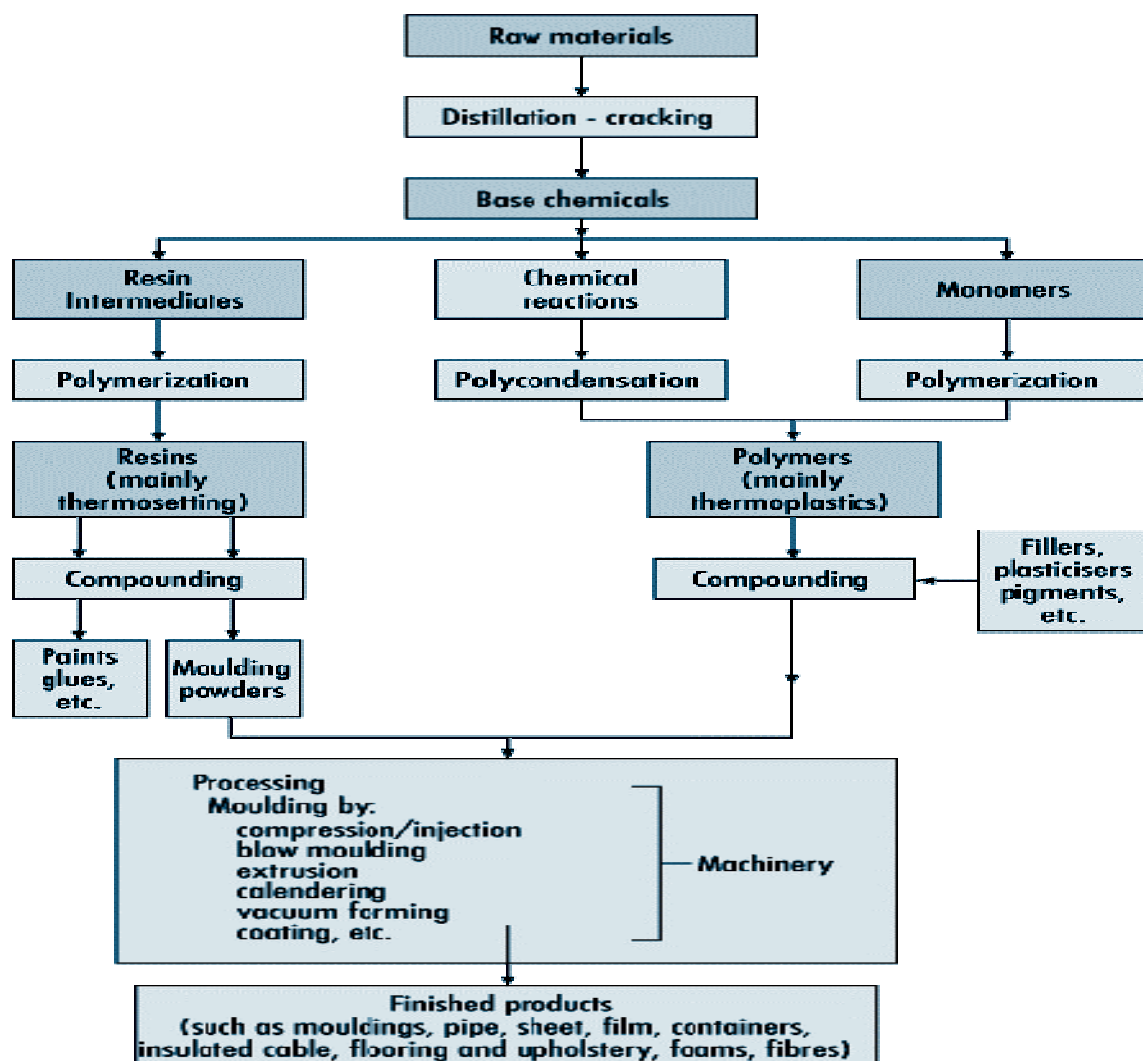 Raw materials
Distillation - cracking
Base chemicals
Resin
Intermediates
Chemical
reactions
Monomers
Polymerization
Polycondensation
Polymerization
Resins
(mainly
thermosetting)
Polymers
(mainly
thermoplastics)
Compounding
Compounding
Fillers,
plasticisers
pigments,
etc.
Paints
glues,
etc.
Moulding
powders
Processing
Moulding by:
compression/injection
blow moulding
extrusion
calendering
vacuum forming
coating, etc.
Machinery
Finished products
(such as mouldings, pipe, sheet, film, containers,
insulated cable, flooring and upholstery, foams, fibres)